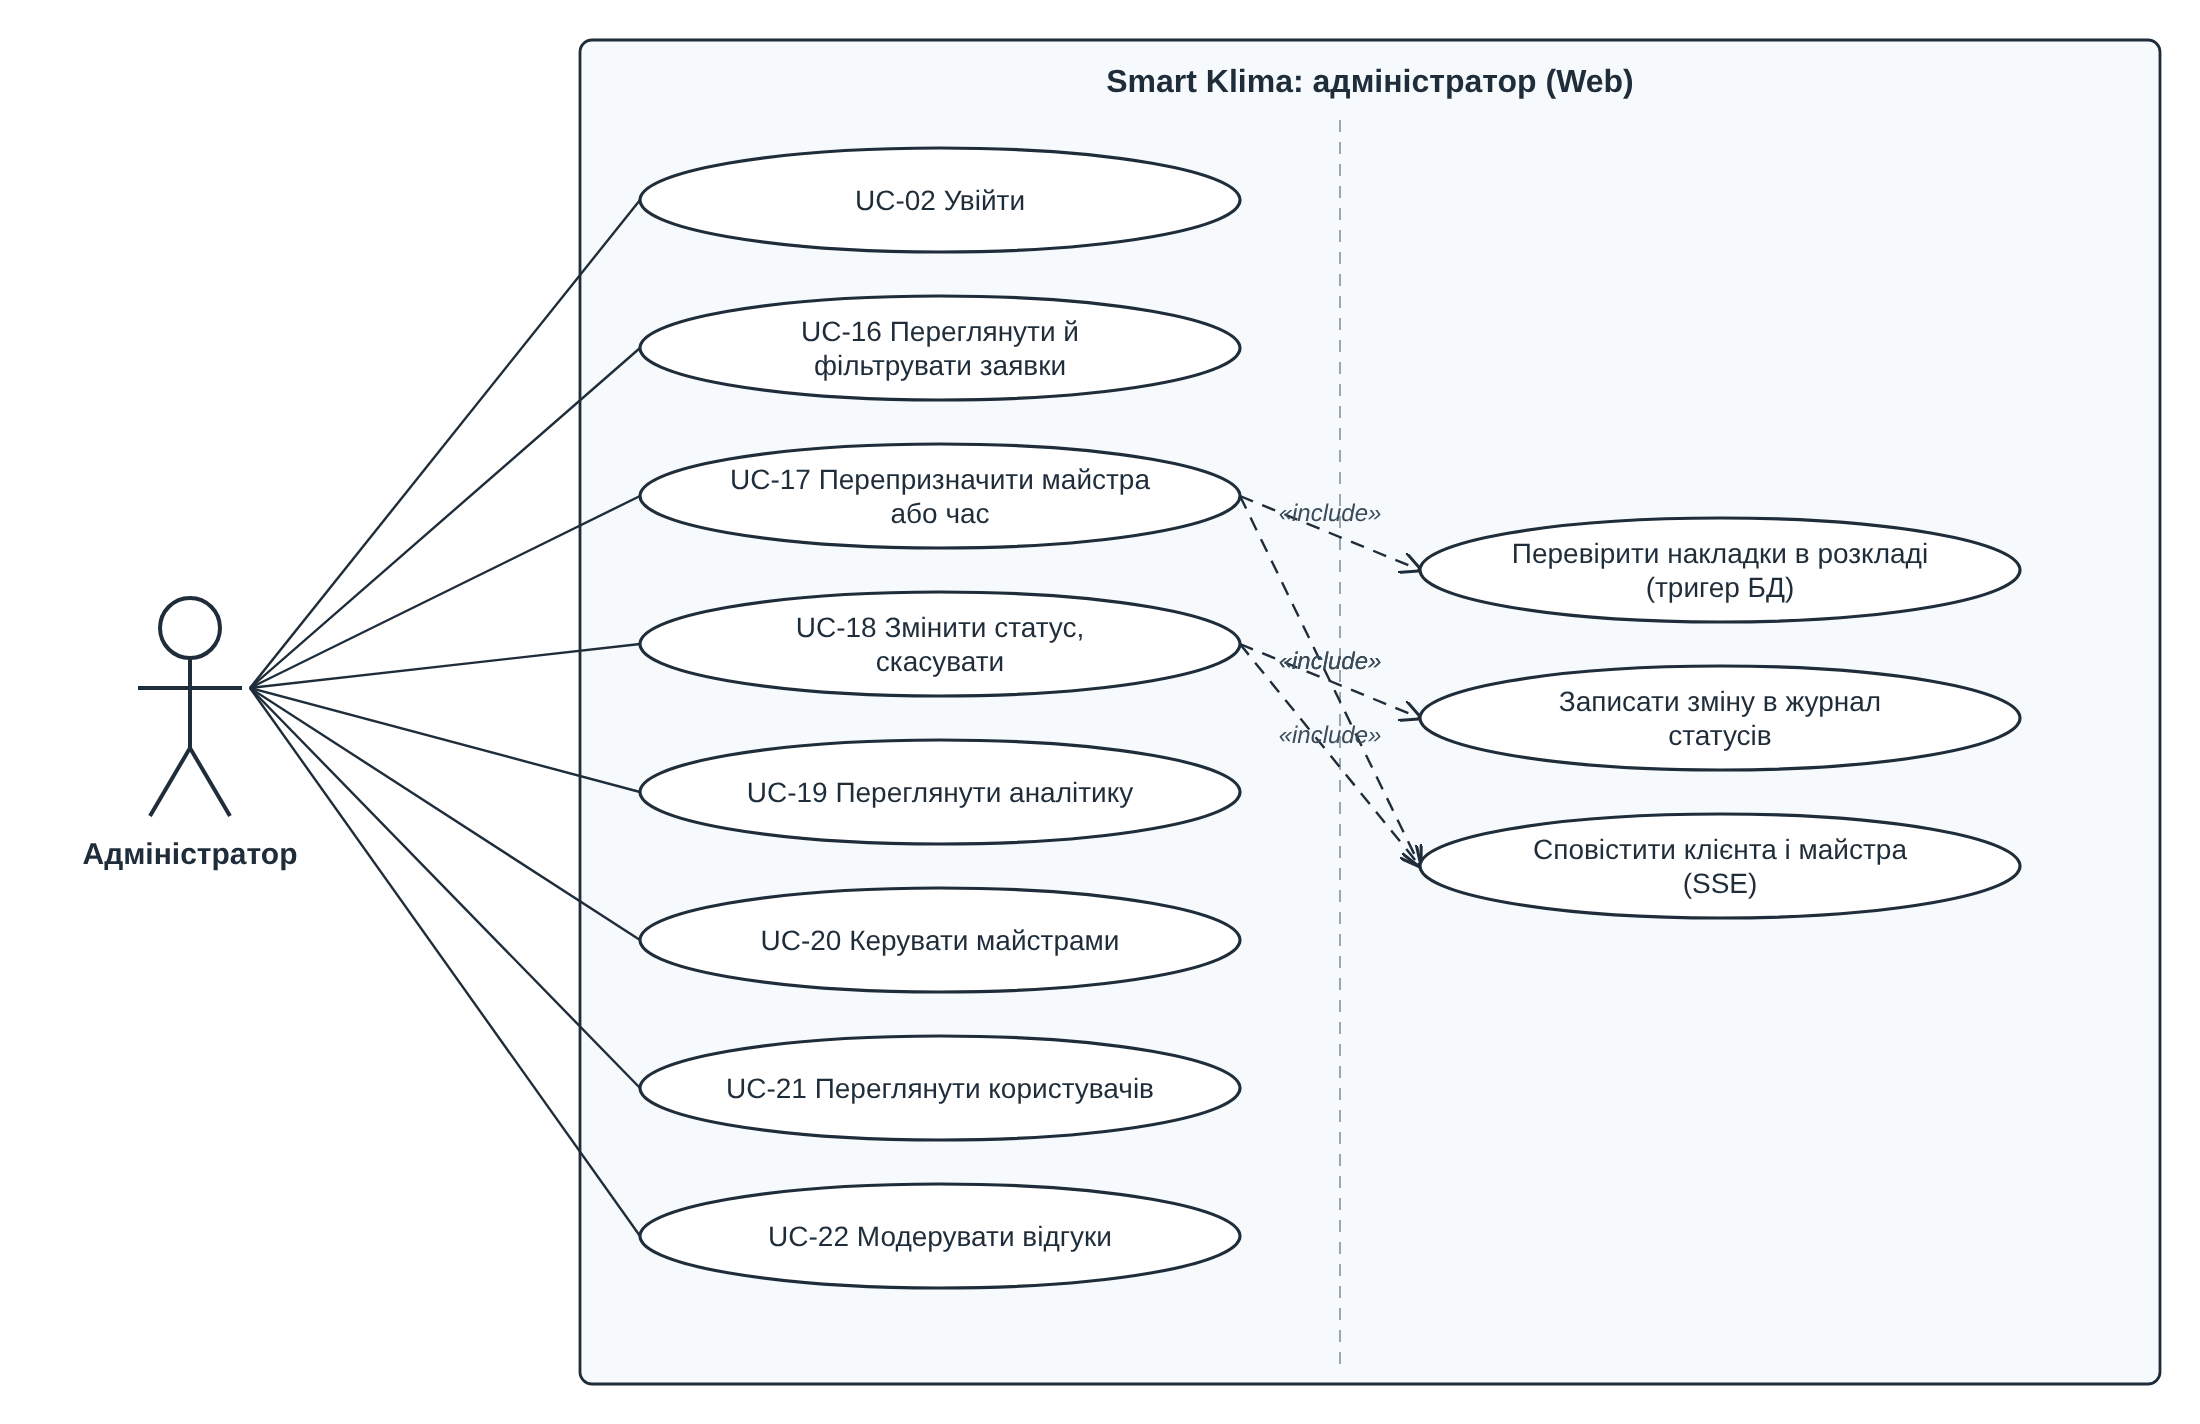 Smart Klima: адміністратор (Web)
UC-02 Увійти
UC-16 Переглянути й
фільтрувати заявки
UC-17 Перепризначити майстра
або час
UC-18 Змінити статус,
скасувати
UC-19 Переглянути аналітику
UC-20 Керувати майстрами
UC-21 Переглянути користувачів
UC-22 Модерувати відгуки
Адміністратор
«include»
«include»
«include»
Перевірити накладки в розкладі
(тригер БД)
Записати зміну в журнал
статусів
Сповістити клієнта і майстра
(SSE)